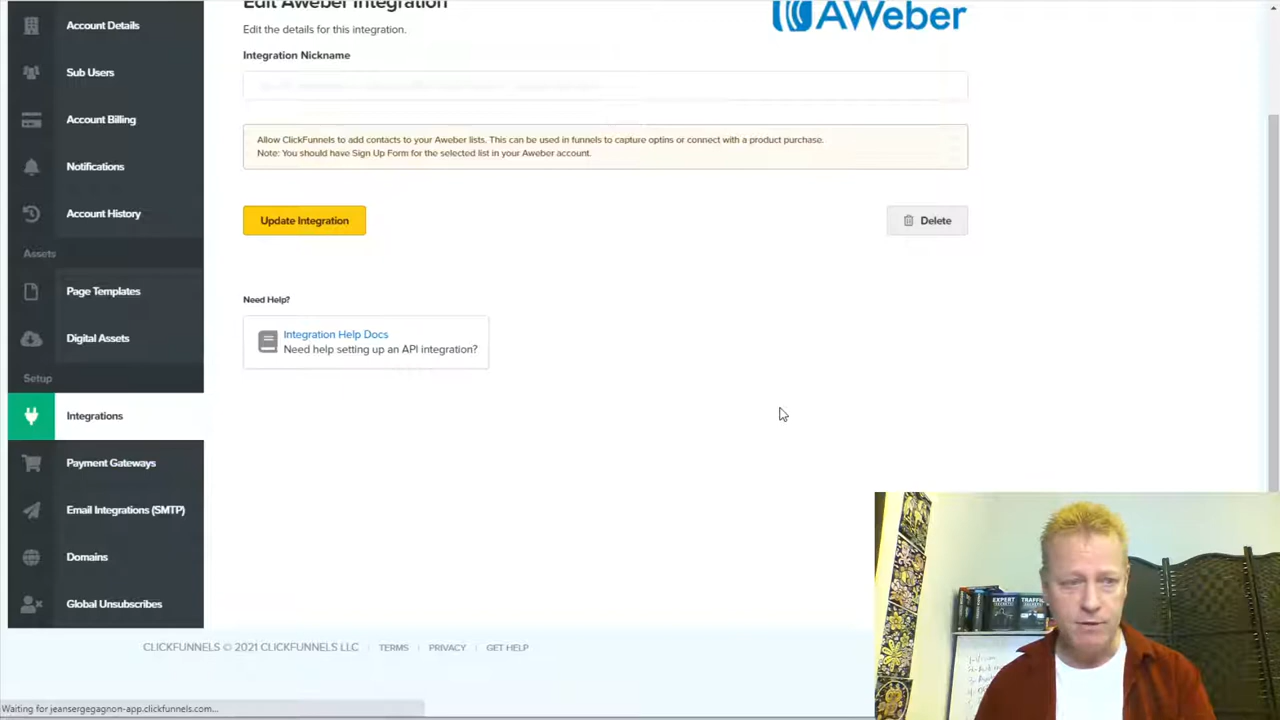 Edit Aweber Integration
AWeber
Edit the details for this integration.
Integration Nickname
Allow ClickFunnels to add contacts to your Aweber lists. This can be used in funnels to capture optins or connect with a product purchase.
Note: You should have Sign Up Form for the selected list in your Aweber account.
Update Integration
Delete
Need Help?
Integration Help Docs
Need help setting up an API integration?
Account Details
Sub Users
Account Billing
Notifications
Account History
Assets
Page Templates
Digital Assets
Setup
Integrations
Payment Gateways
Email Integrations (SMTP)
Domains
Global Unsubscribes
CLICKFUNNELS © 2021 CLICKFUNNELS LLC
TERMS
PRIVACY
GET HELP
Waiting for jeansergegagnon-app.clickfunnels.com...
EXPERT
SECRETS
TRAFFIC
SECRETS